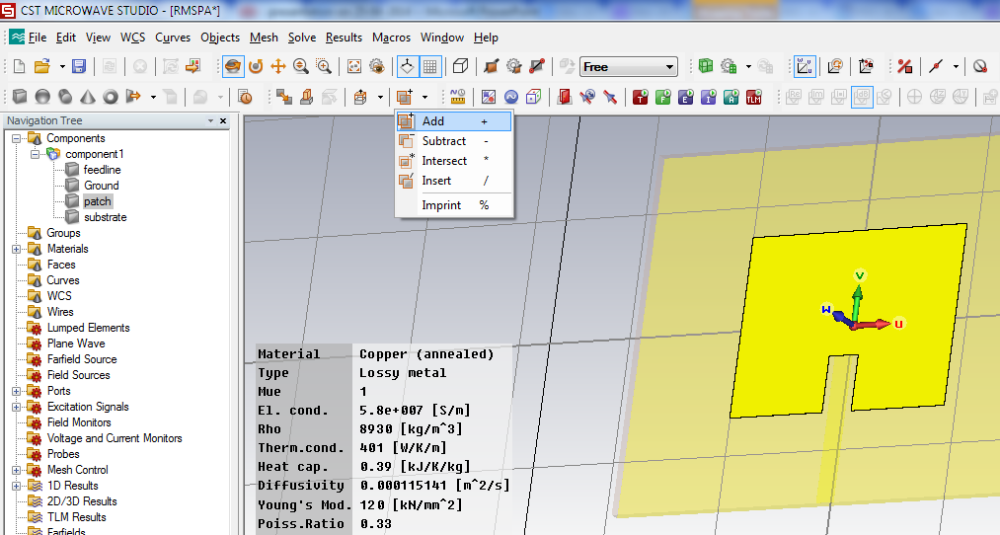 CST MICROWAVE STUDIO - [RMSPA*]
File Edit View WCS Curves Objects Mesh Solve Results Macros Window Help
Free
T F E I A TLM
Navigation Tree
Add +
Subtract -
Intersect *
Insert /
Imprint %
Components
component1
feedline
Ground
patch
substrate
Groups
Materials
Faces
Curves
WCS
Wires
Lumped Elements
Plane Wave
Farfield Source
Field Sources
Ports
Excitation Signals
Field Monitors
Voltage and Current Monitors
Probes
Mesh Control
1D Results
2D/3D Results
TLM Results
Farfields
V
W
U
Material Copper (annealed)
Type Lossy metal
Mue 1
El. cond. 5.8e+007 [S/m]
Rho 8930 [kg/m^3]
Therm.cond. 401 [W/K/m]
Heat cap. 0.39 [kJ/K/kg]
Diffusivity 0.000115141 [m^2/s]
Young's Mod. 120 [kN/mm^2]
Poiss.Ratio 0.33